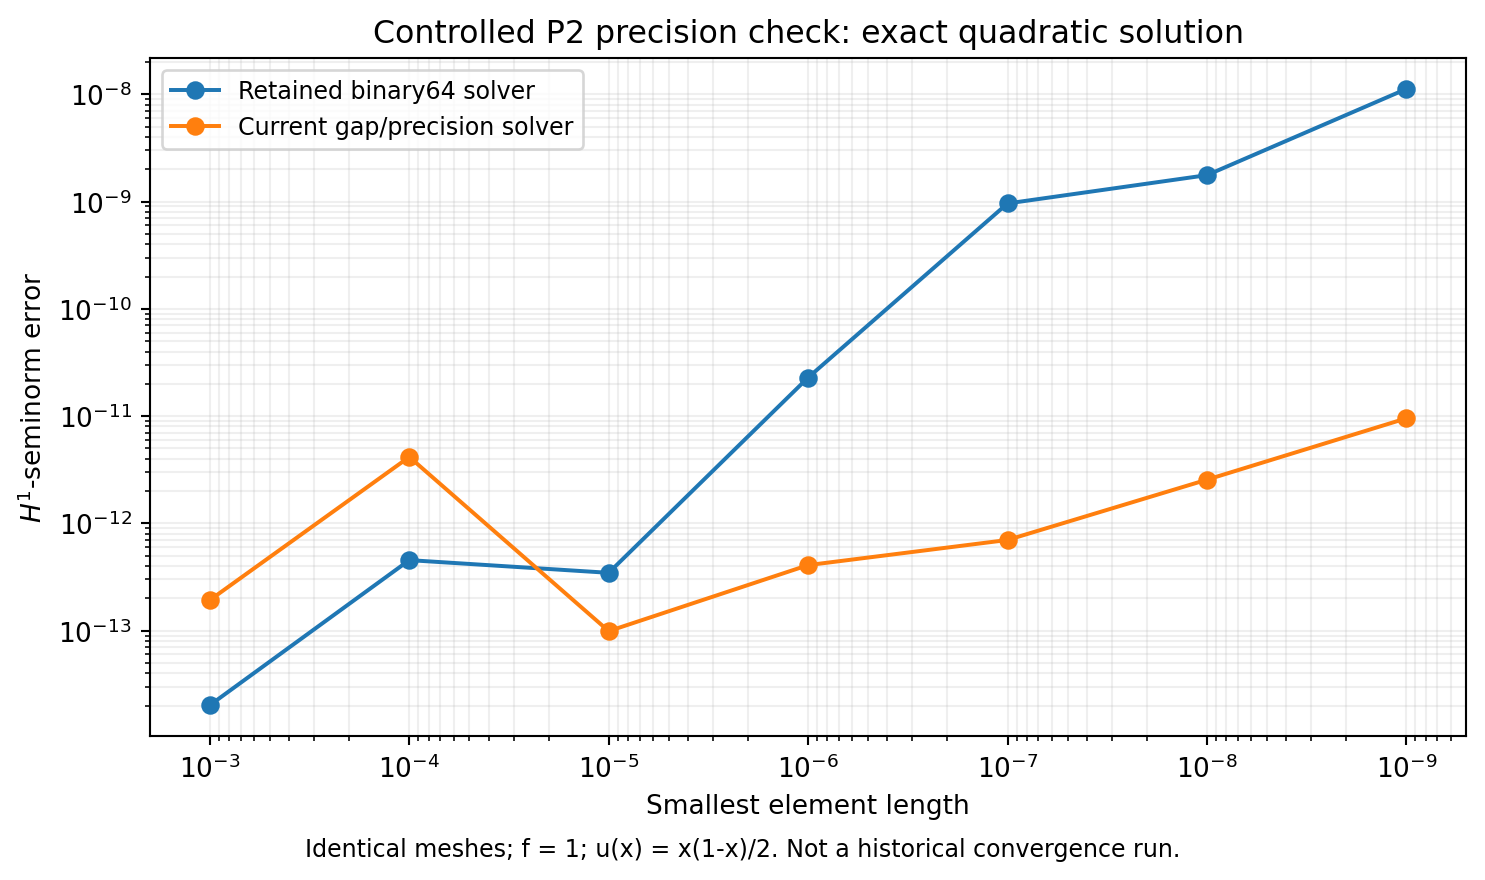 Controlled P2 precision check: exact quadratic solution
Retained binary64 solver
Current gap/precision solver
10⁻⁸
10⁻⁹
10⁻¹⁰
10⁻¹¹
10⁻¹²
10⁻¹³
H¹-seminorm error
10⁻³ 10⁻⁴ 10⁻⁵ 10⁻⁶ 10⁻⁷ 10⁻⁸ 10⁻⁹
Smallest element length
Identical meshes; f = 1; u(x) = x(1-x)/2. Not a historical convergence run.